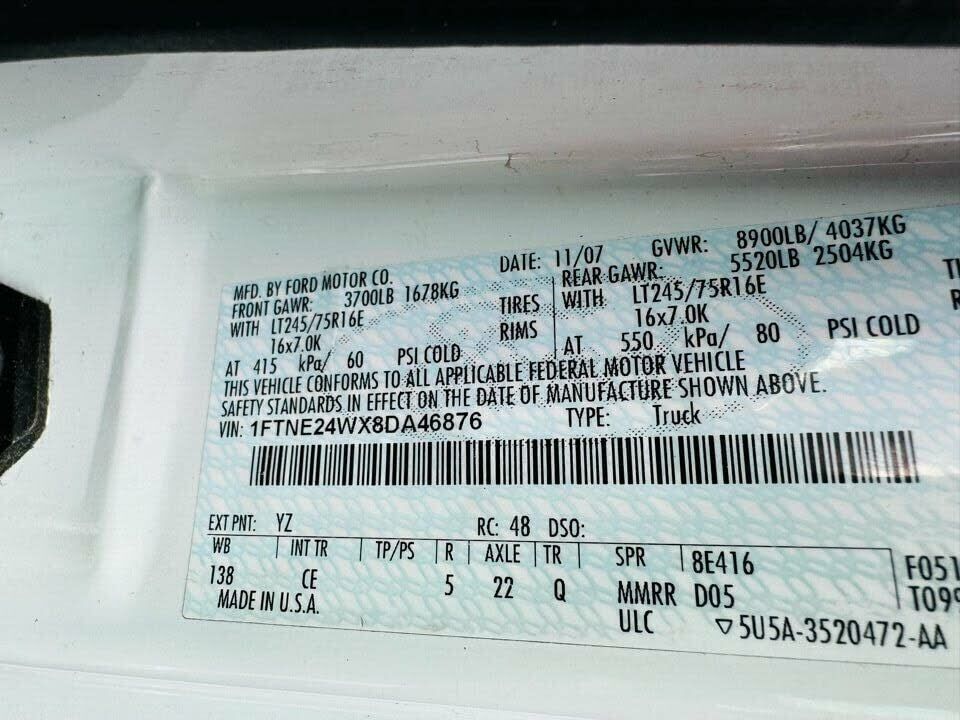 MFD. BY FORD MOTOR CO. DATE: 11/07 GVWR: 8900LB/ 4037KG
FRONT GAWR: 3700LB 1678KG REAR GAWR: 5520LB 2504KG
WITH LT245/75R16E TIRES WITH LT245/75R16E
16x7.0K RIMS 16x7.0K
AT 415 kPa/ 60 PSI COLD AT 550 kPa/ 80 PSI COLD
THIS VEHICLE CONFORMS TO ALL APPLICABLE FEDERAL MOTOR VEHICLE
SAFETY STANDARDS IN EFFECT ON THE DATE OF MANUFACTURE SHOWN ABOVE.
VIN: 1FTNE24WX8DA46876 TYPE: Truck
EXT PNT: YZ RC: 48 DSO:
WB INT TR TP/PS R AXLE TR SPR 8E416 F051
138 CE 5 22 Q MMRR D05 T099
MADE IN U.S.A. ULC ▽5U5A-3520472-AA